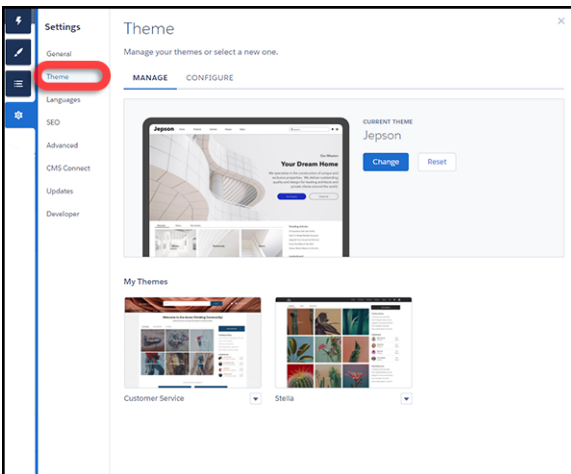 Settings
General
Theme
Languages
SEO
Advanced
CMS Connect
Updates
Developer
Theme
Manage your themes or select a new one.
MANAGE
CONFIGURE
Jepson
Our Mission
Your Dream Home
CURRENT THEME
Jepson
Change
Reset
My Themes
Welcome to the Acme Climbing Community!
Customer Service
Stella